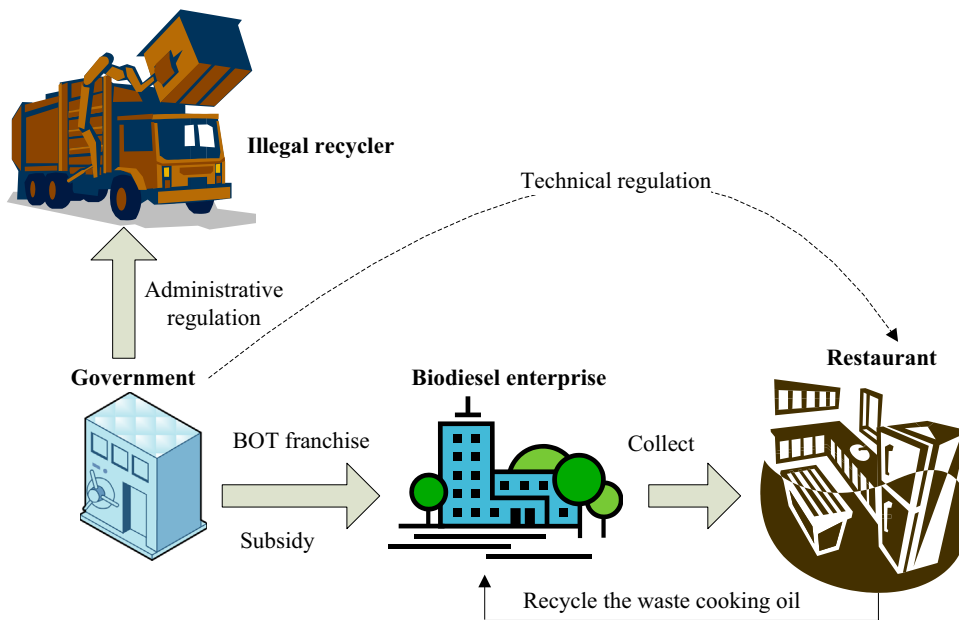 Illegal recycler
Technical regulation
Administrative
regulation
Government
Biodiesel enterprise
Restaurant
BOT franchise
Collect
Subsidy
Recycle the waste cooking oil